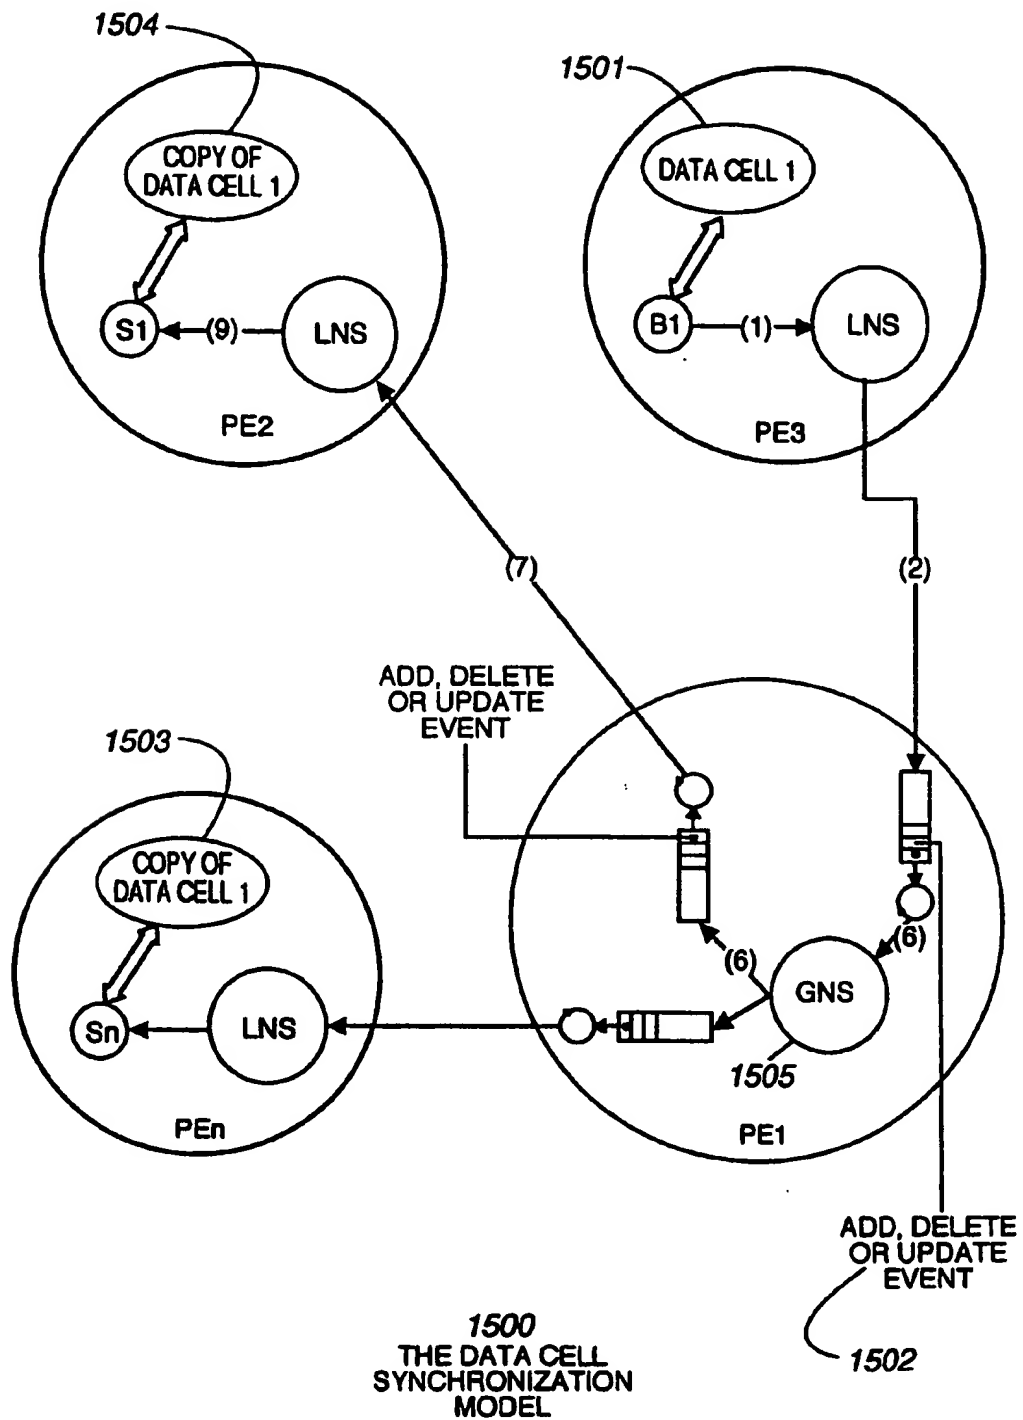 1504
COPY OF
DATA CELL 1
S1
(9)
LNS
PE2
1501
DATA CELL 1
B1
(1)
LNS
PE3
(7)
(2)
ADD, DELETE
OR UPDATE
EVENT
1503
COPY OF
DATA CELL 1
Sn
LNS
PEn
(6)
(6)
GNS
1505
PE1
ADD, DELETE
OR UPDATE
EVENT
1502
1500
THE DATA CELL
SYNCHRONIZATION
MODEL